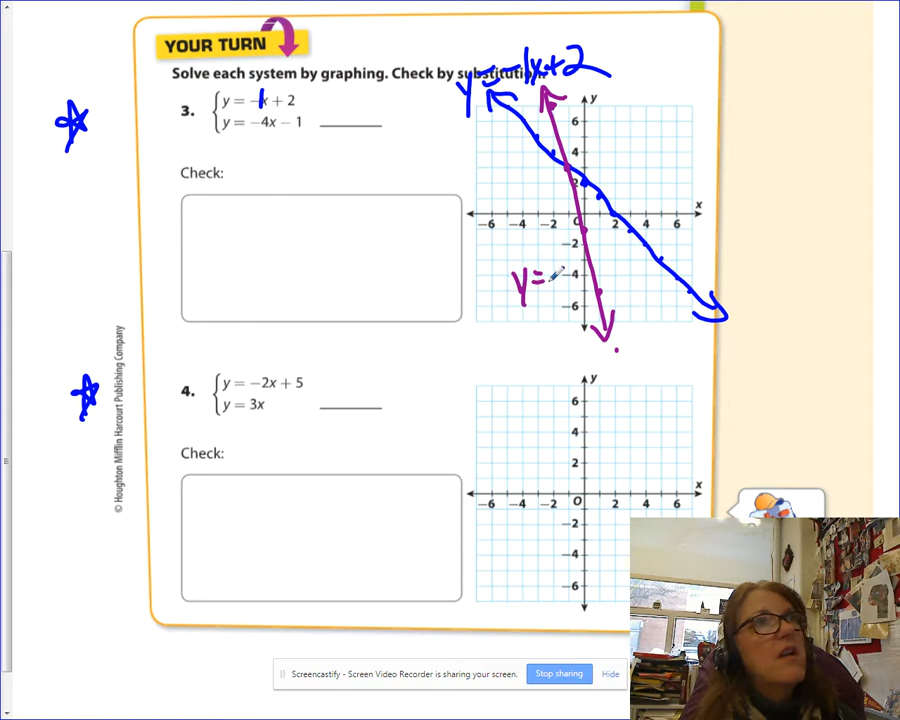 YOUR TURN
Solve each system by graphing. Check by substitution.
y = -1x + 2
3. { y = -x + 2
y = -4x - 1 ________
Check:
y
6
4
2
x
-6 -4 -2 O 2 4 6
-2
-4
-6
y =
4. { y = -2x + 5
y = 3x ________
Check:
y
6
4
2
x
-6 -4 -2 O 2 4 6
-2
-4
-6
© Houghton Mifflin Harcourt Publishing Company
Screencastify - Screen Video Recorder is sharing your screen. Stop sharing Hide